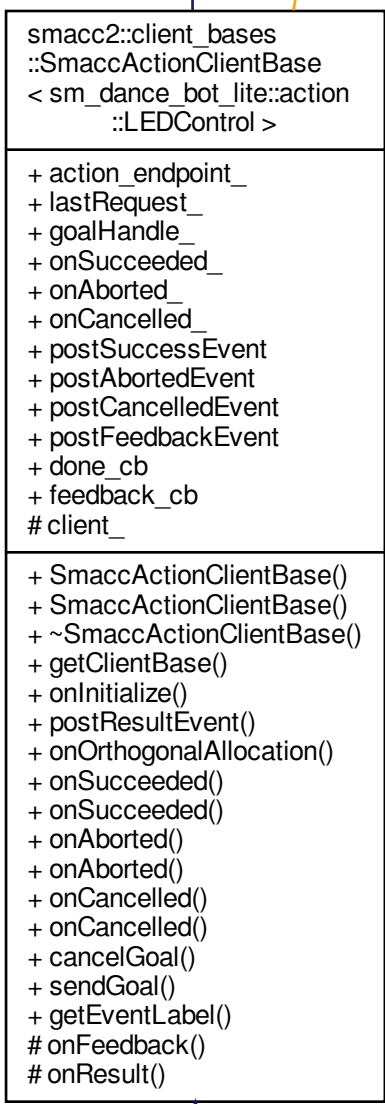 smacc2::client_bases
::SmaccActionClientBase
< sm_dance_bot_lite::action
::LEDControl >
+ action_endpoint_
+ lastRequest_
+ goalHandle_
+ onSucceeded_
+ onAborted_
+ onCancelled_
+ postSuccessEvent
+ postAbortedEvent
+ postCancelledEvent
+ postFeedbackEvent
+ done_cb
+ feedback_cb
# client_
+ SmaccActionClientBase()
+ SmaccActionClientBase()
+ ~SmaccActionClientBase()
+ getClientBase()
+ onInitialize()
+ postResultEvent()
+ onOrthogonalAllocation()
+ onSucceeded()
+ onSucceeded()
+ onAborted()
+ onAborted()
+ onCancelled()
+ onCancelled()
+ cancelGoal()
+ sendGoal()
+ getEventLabel()
# onFeedback()
# onResult()